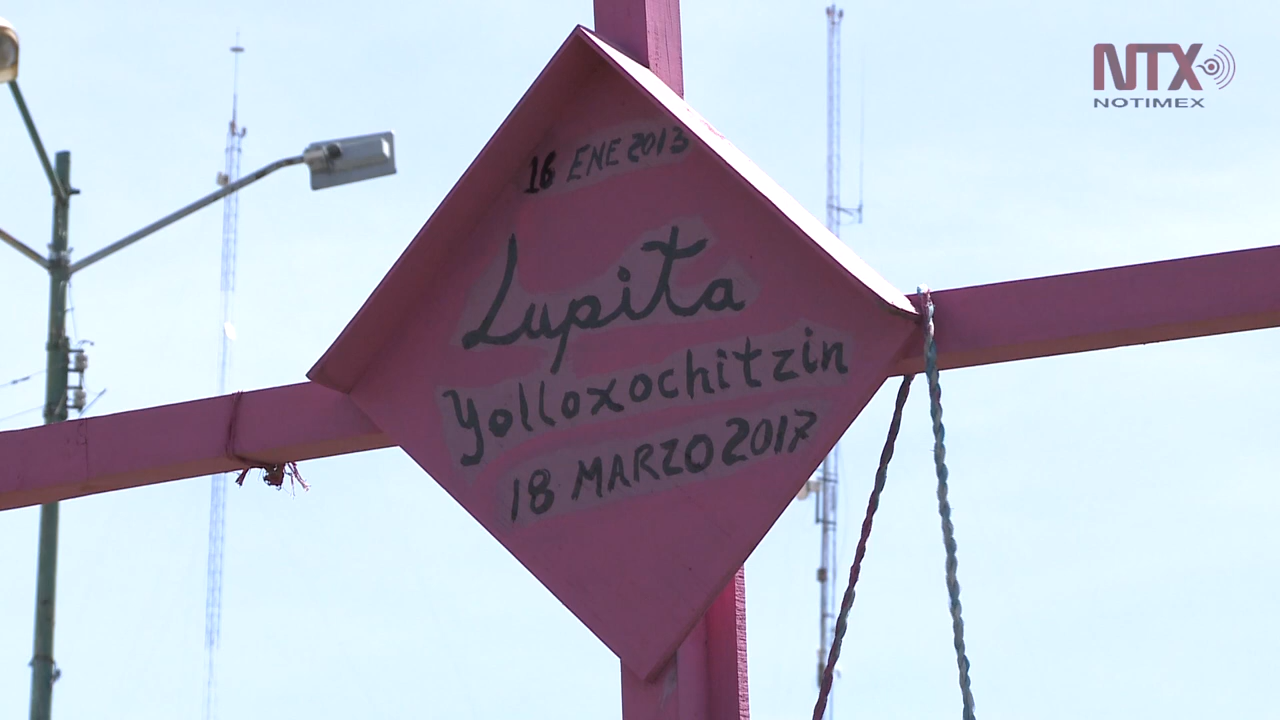 NTX
NOTIMEX
16 ENE 2013
Lupita
Yolloxochitzin
18 MARZO 2017